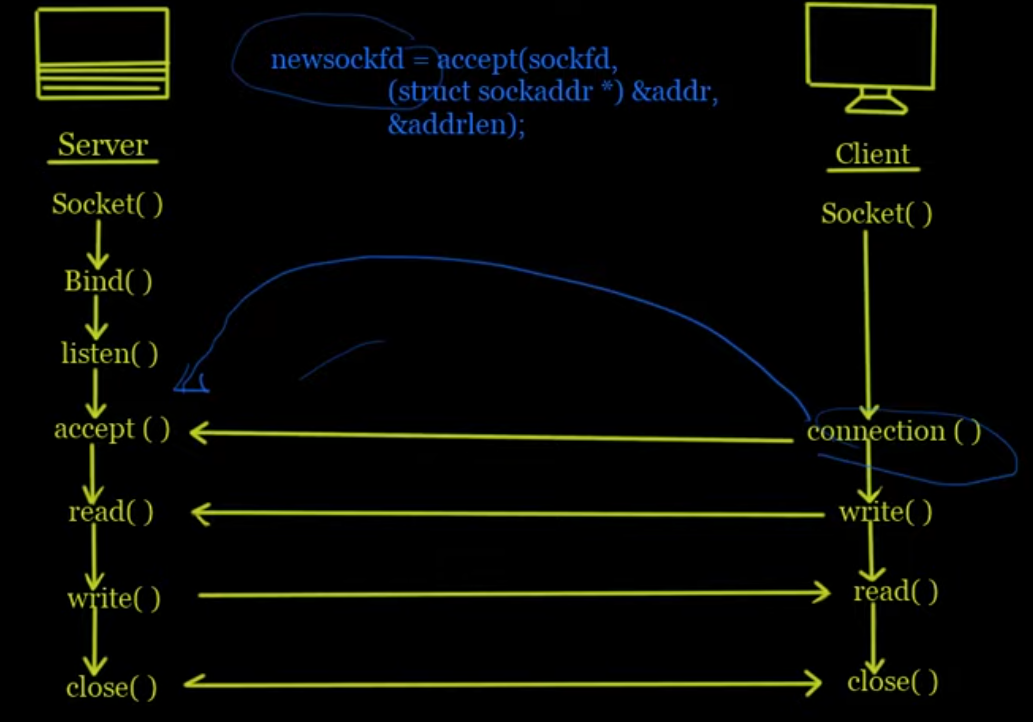 newsockfd = accept(sockfd,
(struct sockaddr *) &addr,
&addrlen);
Server
Socket( )
Bind( )
listen( )
accept ( )
read( )
write( )
close( )
Client
Socket( )
connection ( )
write( )
read( )
close( )